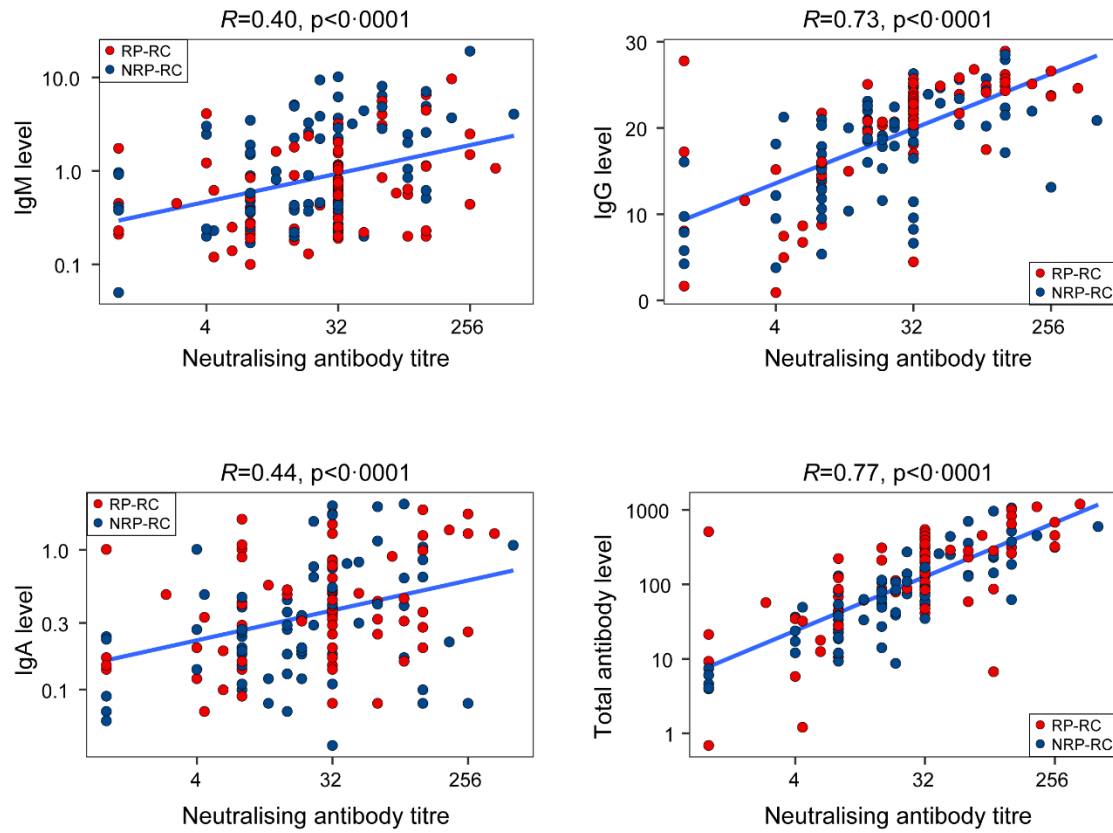 R=0.40, p<0·0001
RP-RC
NRP-RC
10.0
1.0
0.1
IgM level
4
32
256
Neutralising antibody titre
R=0.73, p<0·0001
30
20
10
0
IgG level
RP-RC
NRP-RC
4
32
256
Neutralising antibody titre
R=0.44, p<0·0001
RP-RC
NRP-RC
1.0
0.3
0.1
IgA level
4
32
256
Neutralising antibody titre
R=0.77, p<0·0001
1000
100
10
1
Total antibody level
RP-RC
NRP-RC
4
32
256
Neutralising antibody titre